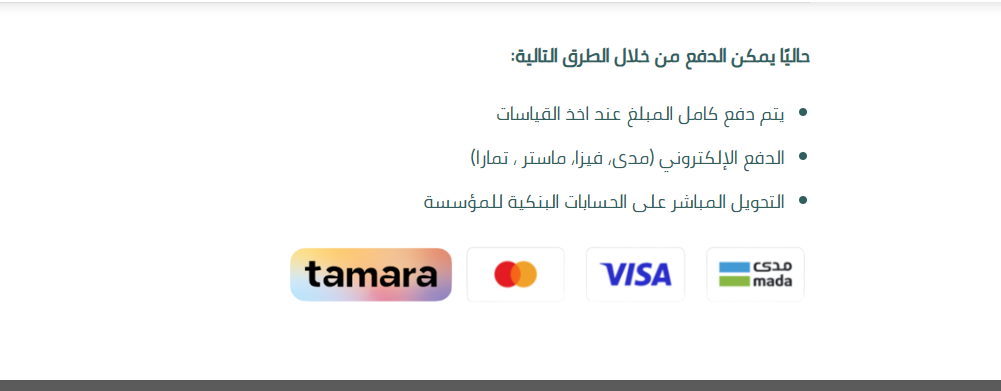 حاليًا يمكن الدفع من خلال الطرق التالية:
يتم دفع كامل المبلغ عند اخذ القياسات
الدفع الإلكتروني (مدى، فيزا، ماستر ، تمارا)
التحويل المباشر على الحسابات البنكية للمؤسسة
مدى
mada
VISA
tamara